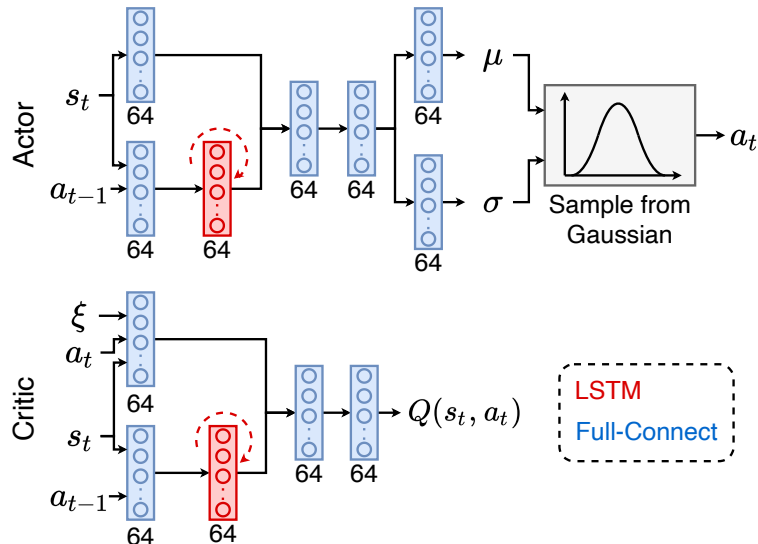 Actor
s_t
a_{t-1}
64
64
64
64
64
64
64
μ
σ
Sample from
Gaussian
a_t
Critic
ξ
a_t
s_t
a_{t-1}
64
64
64
64
64
Q(s_t, a_t)
LSTM
Full-Connect